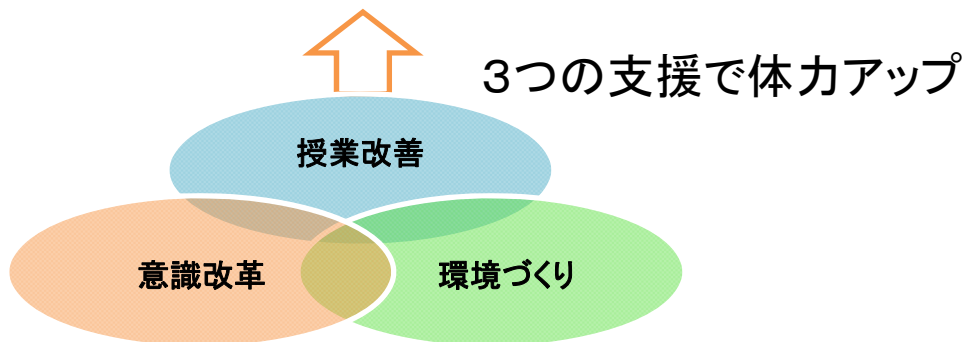 ３つの支援で体力アップ
授業改善
意識改革
環境づくり